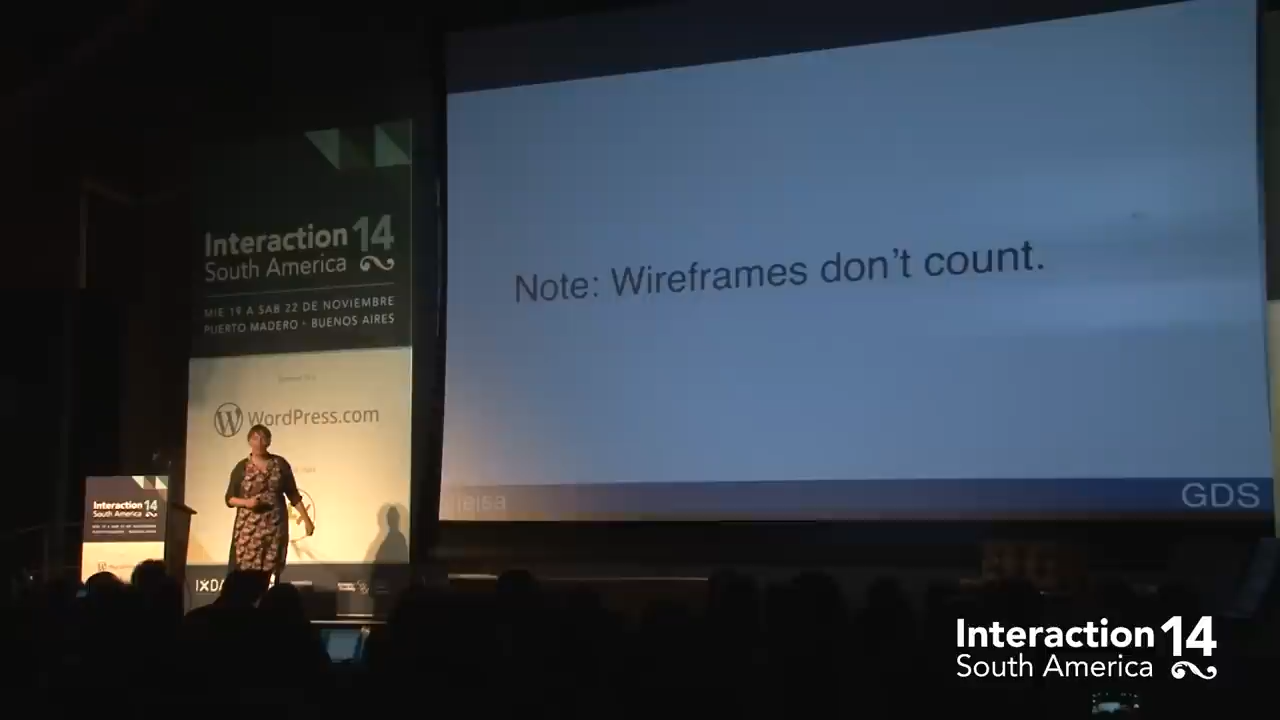 Interaction 14
South America
MIE 19 A SAB 22 DE NOVIEMBRE
PUERTO MADERO · BUENOS AIRES
WordPress.com
Note: Wireframes don't count.
GDS
Interaction 14
South America
IXDA
Interaction 14
South America